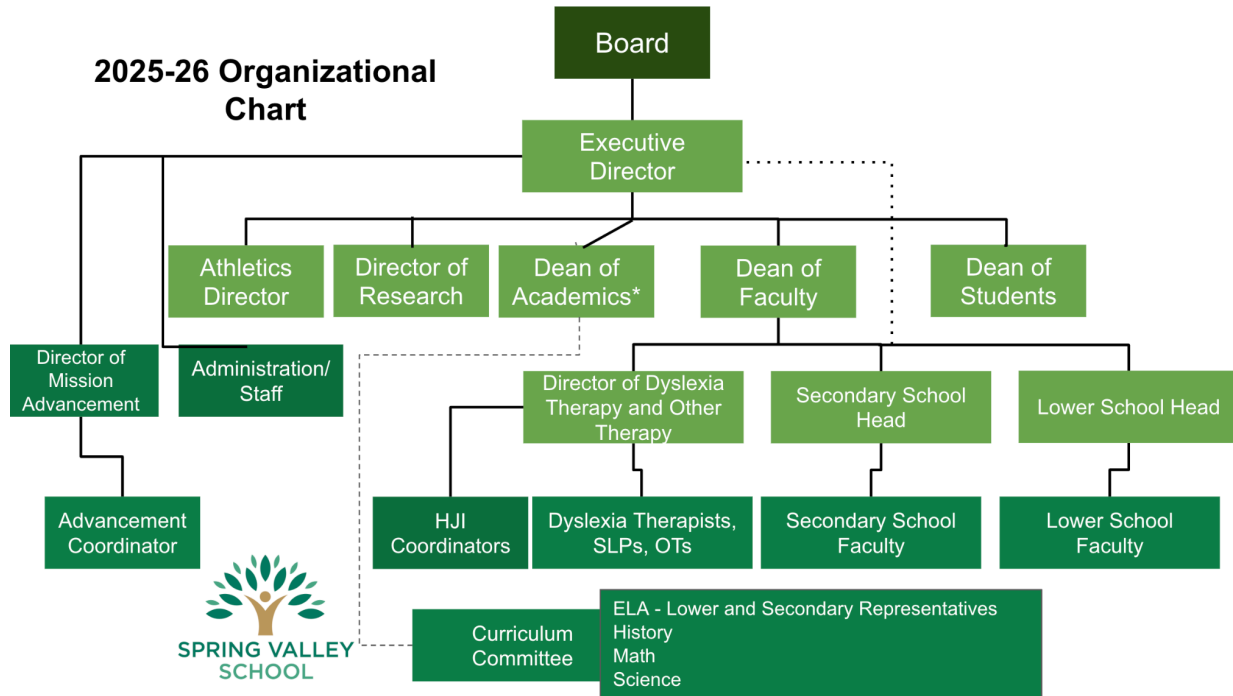 Board
2025-26 Organizational
Chart
Executive
Director
Athletics
Director
Director of
Research
Dean of
Academics*
Dean of
Faculty
Dean of
Students
Director of
Mission
Advancement
Administration/
Staff
Director of Dyslexia
Therapy and Other
Therapy
Secondary School
Head
Lower School Head
Advancement
Coordinator
HJI
Coordinators
Dyslexia Therapists,
SLPs, OTs
Secondary School
Faculty
Lower School
Faculty
SPRING VALLEY
SCHOOL
Curriculum
Committee
ELA - Lower and Secondary Representatives
History
Math
Science